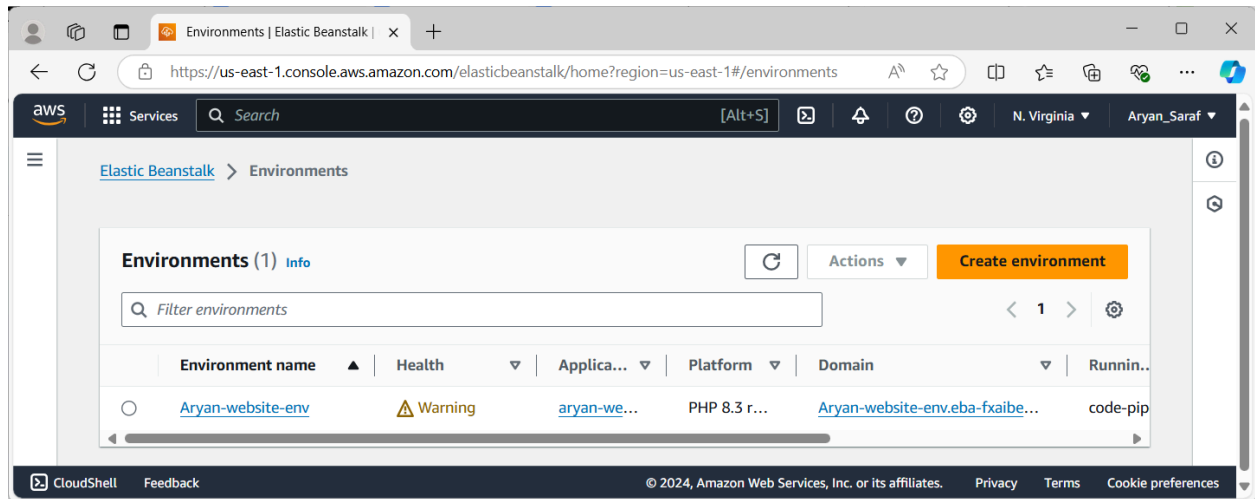 Environments | Elastic Beanstalk |
https://us-east-1.console.aws.amazon.com/elasticbeanstalk/home?region=us-east-1#/environments
aws Services Search [Alt+S] N. Virginia Aryan_Saraf
Elastic Beanstalk > Environments
Environments (1) Info Actions Create environment
Filter environments 1
Environment name Health Applica... Platform Domain Runnin..
Aryan-website-env Warning aryan-we... PHP 8.3 r... Aryan-website-env.eba-fxaibe... code-pip
CloudShell Feedback © 2024, Amazon Web Services, Inc. or its affiliates. Privacy Terms Cookie preferences